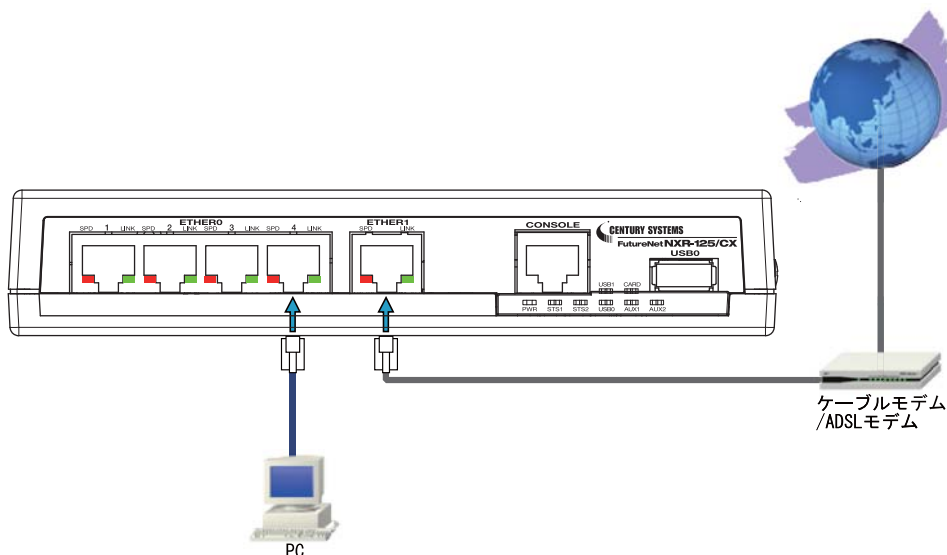 ETHER0
SPD 1 LINK SPD 2 LINK SPD 3 LINK SPD 4 LINK
ETHER1
SPD LINK
CONSOLE
CENTURY SYSTEMS
FutureNet NXR-125/CX
USB0
USB1 CARD
PWR STS1 STS2 USB0 AUX1 AUX2
ケーブルモデム
/ADSLモデム
PC